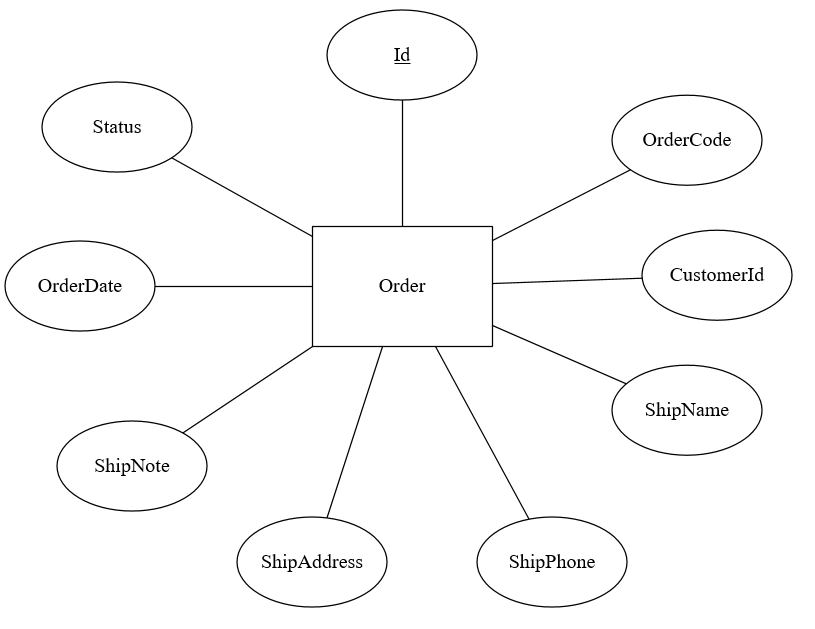 Id
Status
OrderCode
OrderDate
Order
CustomerId
ShipName
ShipNote
ShipAddress
ShipPhone